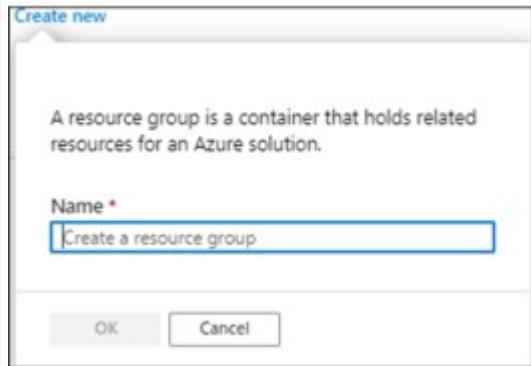 Create new
A resource group is a container that holds related
resources for an Azure solution.
Name *
Create a resource group
OK
Cancel